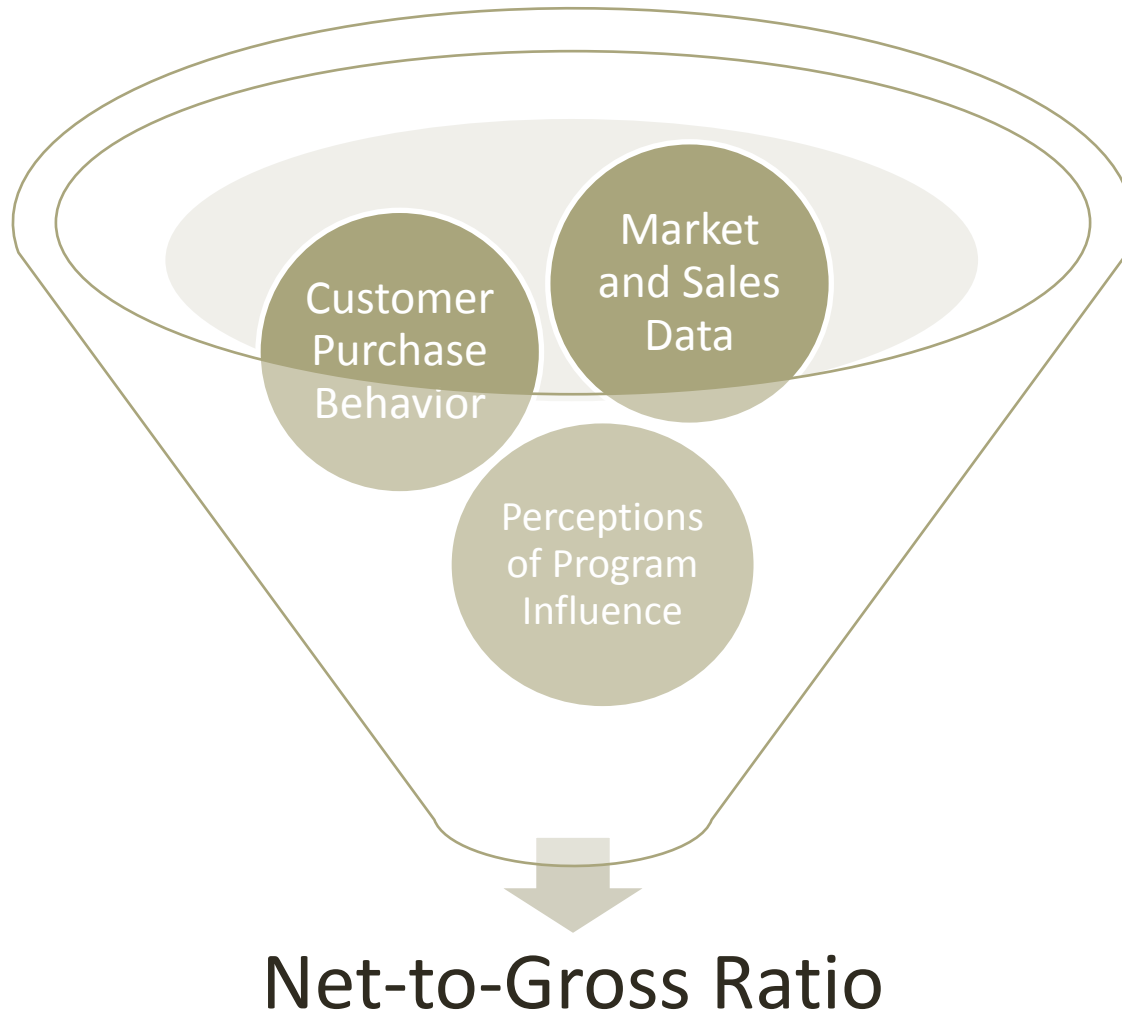 Market
and Sales
Data
Customer
Purchase
Behavior
Perceptions
of Program
Influence
Net-to-Gross Ratio